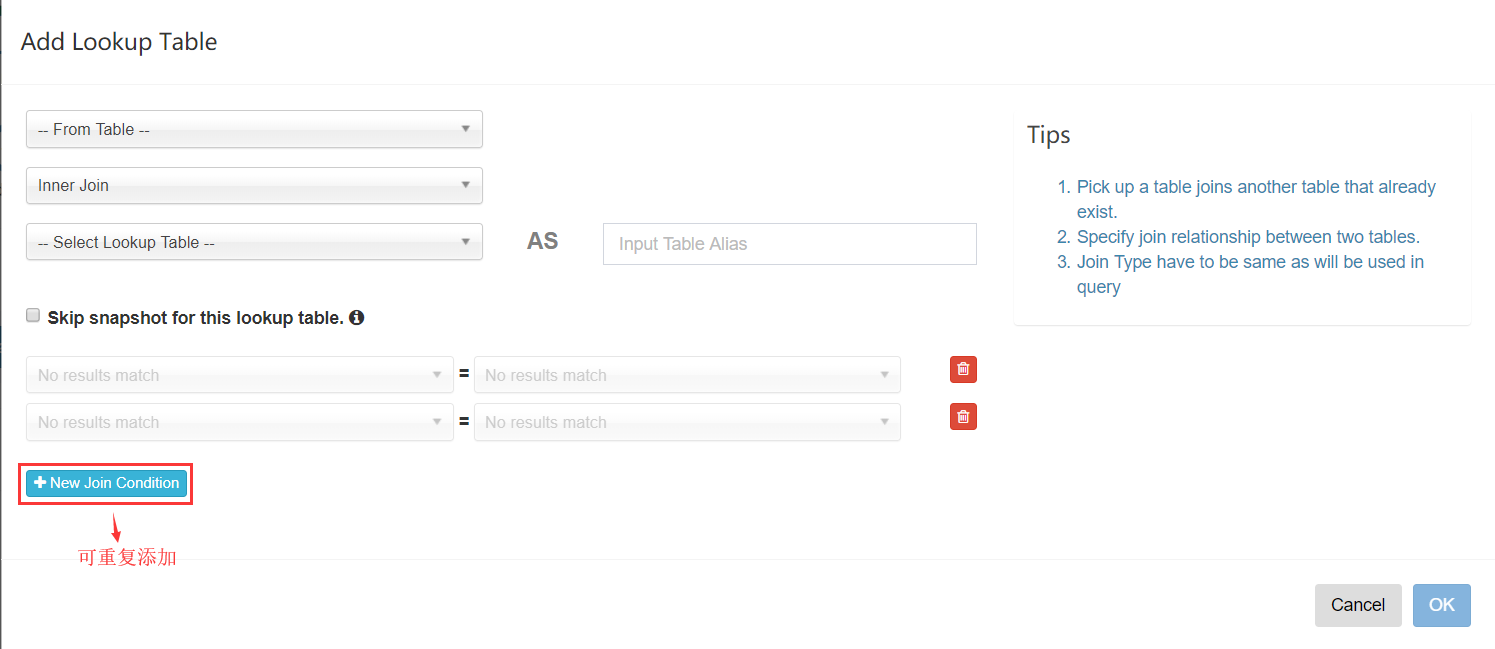 Add Lookup Table
-- From Table --
Inner Join
-- Select Lookup Table --
AS
Input Table Alias
Skip snapshot for this lookup table.
No results match = No results match
No results match = No results match
New Join Condition
可重复添加
Tips
1. Pick up a table joins another table that already
exist.
2. Specify join relationship between two tables.
3. Join Type have to be same as will be used in
query
Cancel
OK